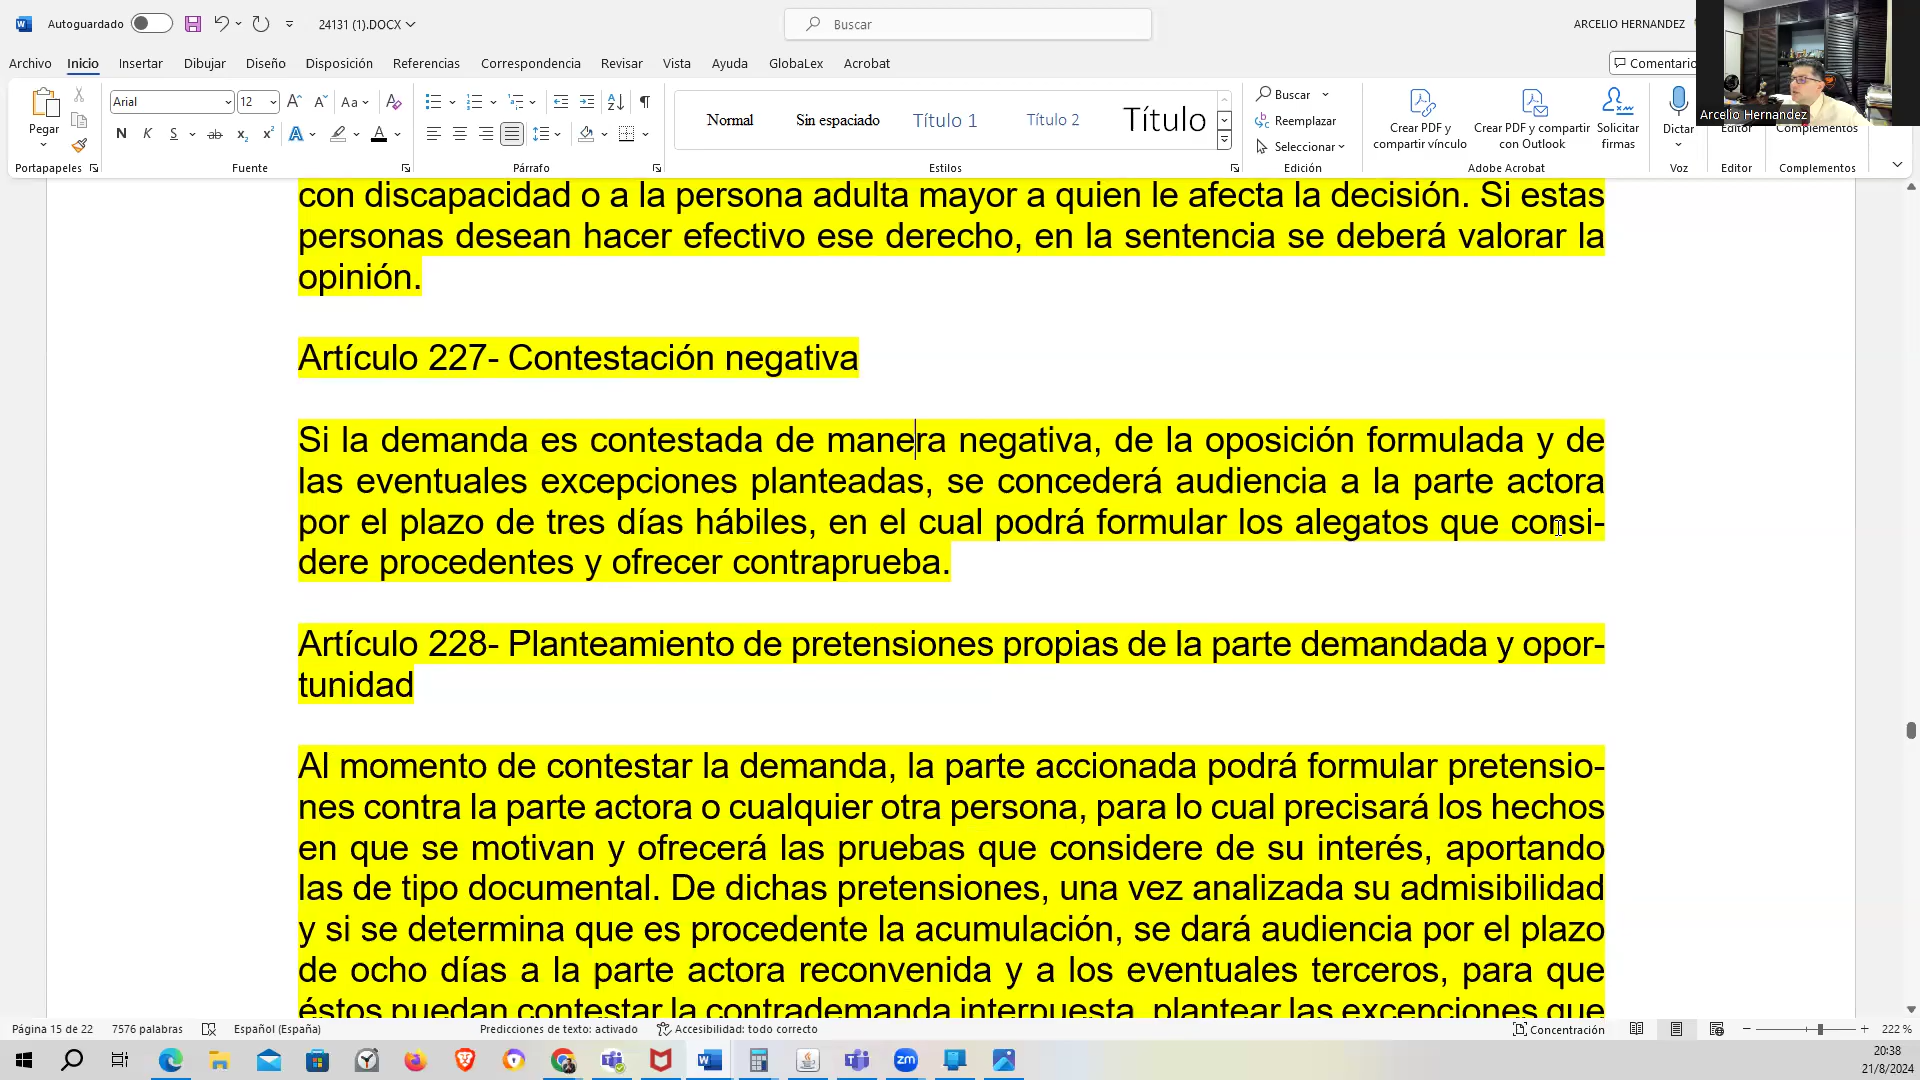 Autoguardado
24131 (1).DOCX
Buscar
ARCELIO HERNANDEZ
Archivo Inicio Insertar Dibujar Diseño Disposición Referencias Correspondencia Revisar Vista Ayuda GlobaLex Acrobat
Comentario
Pegar
Portapapeles
Arial 12
N K S ab
Fuente
Párrafo
Normal
Sin espaciado
Título 1
Título 2
Título
Estilos
Buscar
Reemplazar
Seleccionar
Edición
Crear PDF y
compartir vínculo
Crear PDF y compartir
con Outlook
Solicitar
firmas
Adobe Acrobat
Dictar
Voz
Editor
Editor
Complementos
Complementos
Arcelio Hernandez
con discapacidad o a la persona adulta mayor a quien le afecta la decisión. Si estas
personas desean hacer efectivo ese derecho, en la sentencia se deberá valorar la
opinión.
Artículo 227- Contestación negativa
Si la demanda es contestada de manera negativa, de la oposición formulada y de
las eventuales excepciones planteadas, se concederá audiencia a la parte actora
por el plazo de tres días hábiles, en el cual podrá formular los alegatos que consi-
dere procedentes y ofrecer contraprueba.
Artículo 228- Planteamiento de pretensiones propias de la parte demandada y opor-
tunidad
Al momento de contestar la demanda, la parte accionada podrá formular pretensio-
nes contra la parte actora o cualquier otra persona, para lo cual precisará los hechos
en que se motivan y ofrecerá las pruebas que considere de su interés, aportando
las de tipo documental. De dichas pretensiones, una vez analizada su admisibilidad
y si se determina que es procedente la acumulación, se dará audiencia por el plazo
de ocho días a la parte actora reconvenida y a los eventuales terceros, para que
éstos puedan contestar la contrademanda interpuesta, plantear las excepciones que
Página 15 de 22 7576 palabras Español (España) Predicciones de texto: activado Accesibilidad: todo correcto Concentración 222 %
20:38
21/8/2024